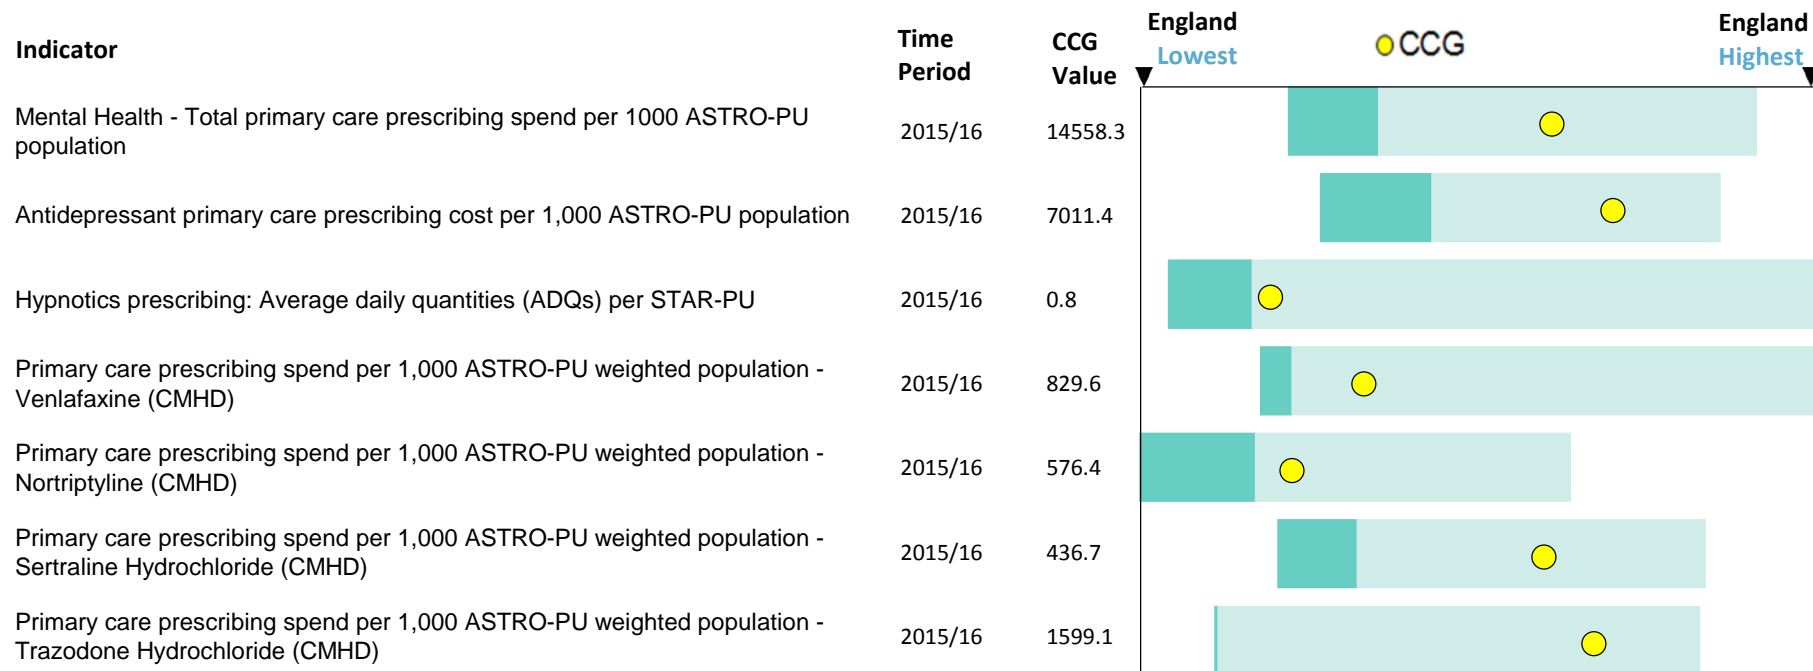 Indicator
Time
Period
CCG
Value
England
Lowest
CCG
England
Highest
Mental Health - Total primary care prescribing spend per 1000 ASTRO-PU
population
2015/16
14558.3
Antidepressant primary care prescribing cost per 1,000 ASTRO-PU population
2015/16
7011.4
Hypnotics prescribing: Average daily quantities (ADQs) per STAR-PU
2015/16
0.8
Primary care prescribing spend per 1,000 ASTRO-PU weighted population -
Venlafaxine (CMHD)
2015/16
829.6
Primary care prescribing spend per 1,000 ASTRO-PU weighted population -
Nortriptyline (CMHD)
2015/16
576.4
Primary care prescribing spend per 1,000 ASTRO-PU weighted population -
Sertraline Hydrochloride (CMHD)
2015/16
436.7
Primary care prescribing spend per 1,000 ASTRO-PU weighted population -
Trazodone Hydrochloride (CMHD)
2015/16
1599.1